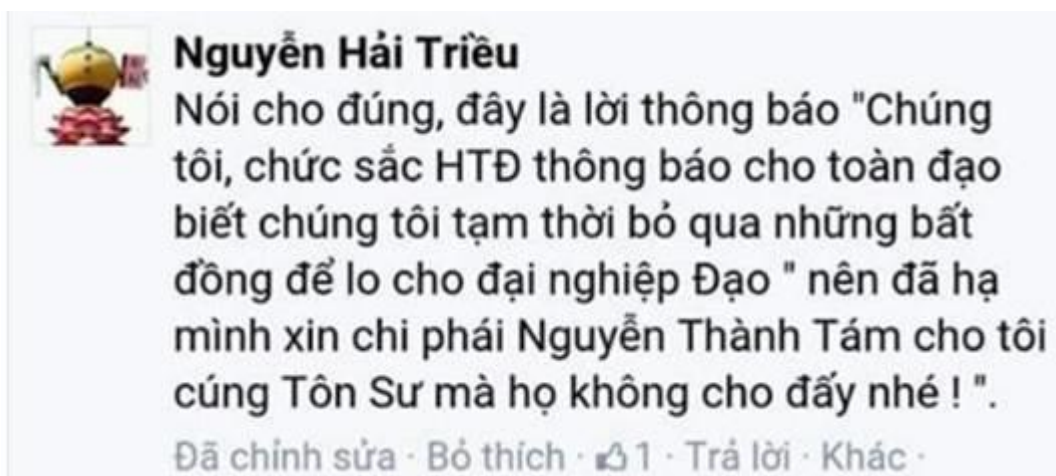 Nguyễn Hải Triều
Nói cho đúng, đây là lời thông báo "Chúng
tôi, chức sắc HTĐ thông báo cho toàn đạo
biết chúng tôi tạm thời bỏ qua những bất
đồng để lo cho đại nghiệp Đạo " nên đã hạ
mình xin chi phái Nguyễn Thành Tám cho tôi
cúng Tôn Sư mà họ không cho đấy nhé ! ".
Đã chỉnh sửa · Bỏ thích · 1 · Trả lời · Khác ·